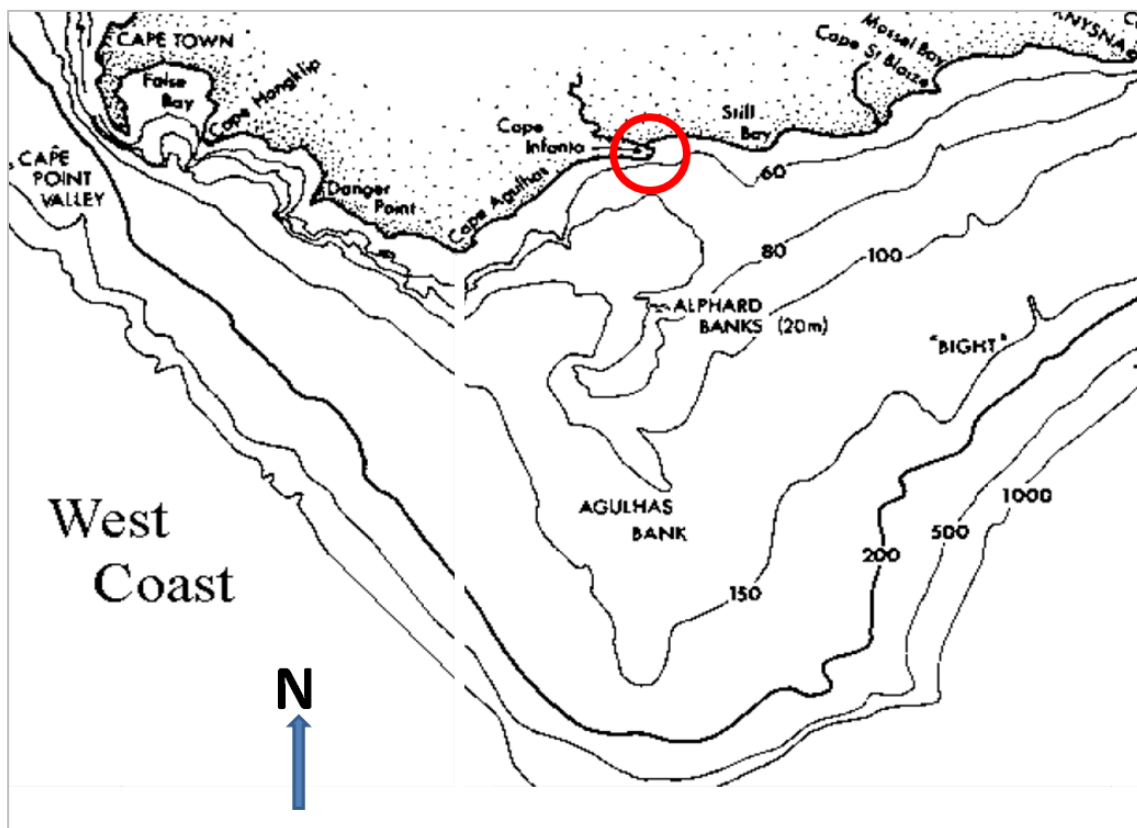 CAPE TOWN
False
Bay
Cape Hangklip
CAPE
POINT
VALLEY
Danger
Point
Cape Agulhas
Cape
Infanta
Still
Bay
Mossel Bay
Cape St Blaize
KNYSNA
60
80
100
ALPHARD
BANKS (20m)
"BIGHT"
AGULHAS
BANK
150
200
500
1000
West
Coast
N